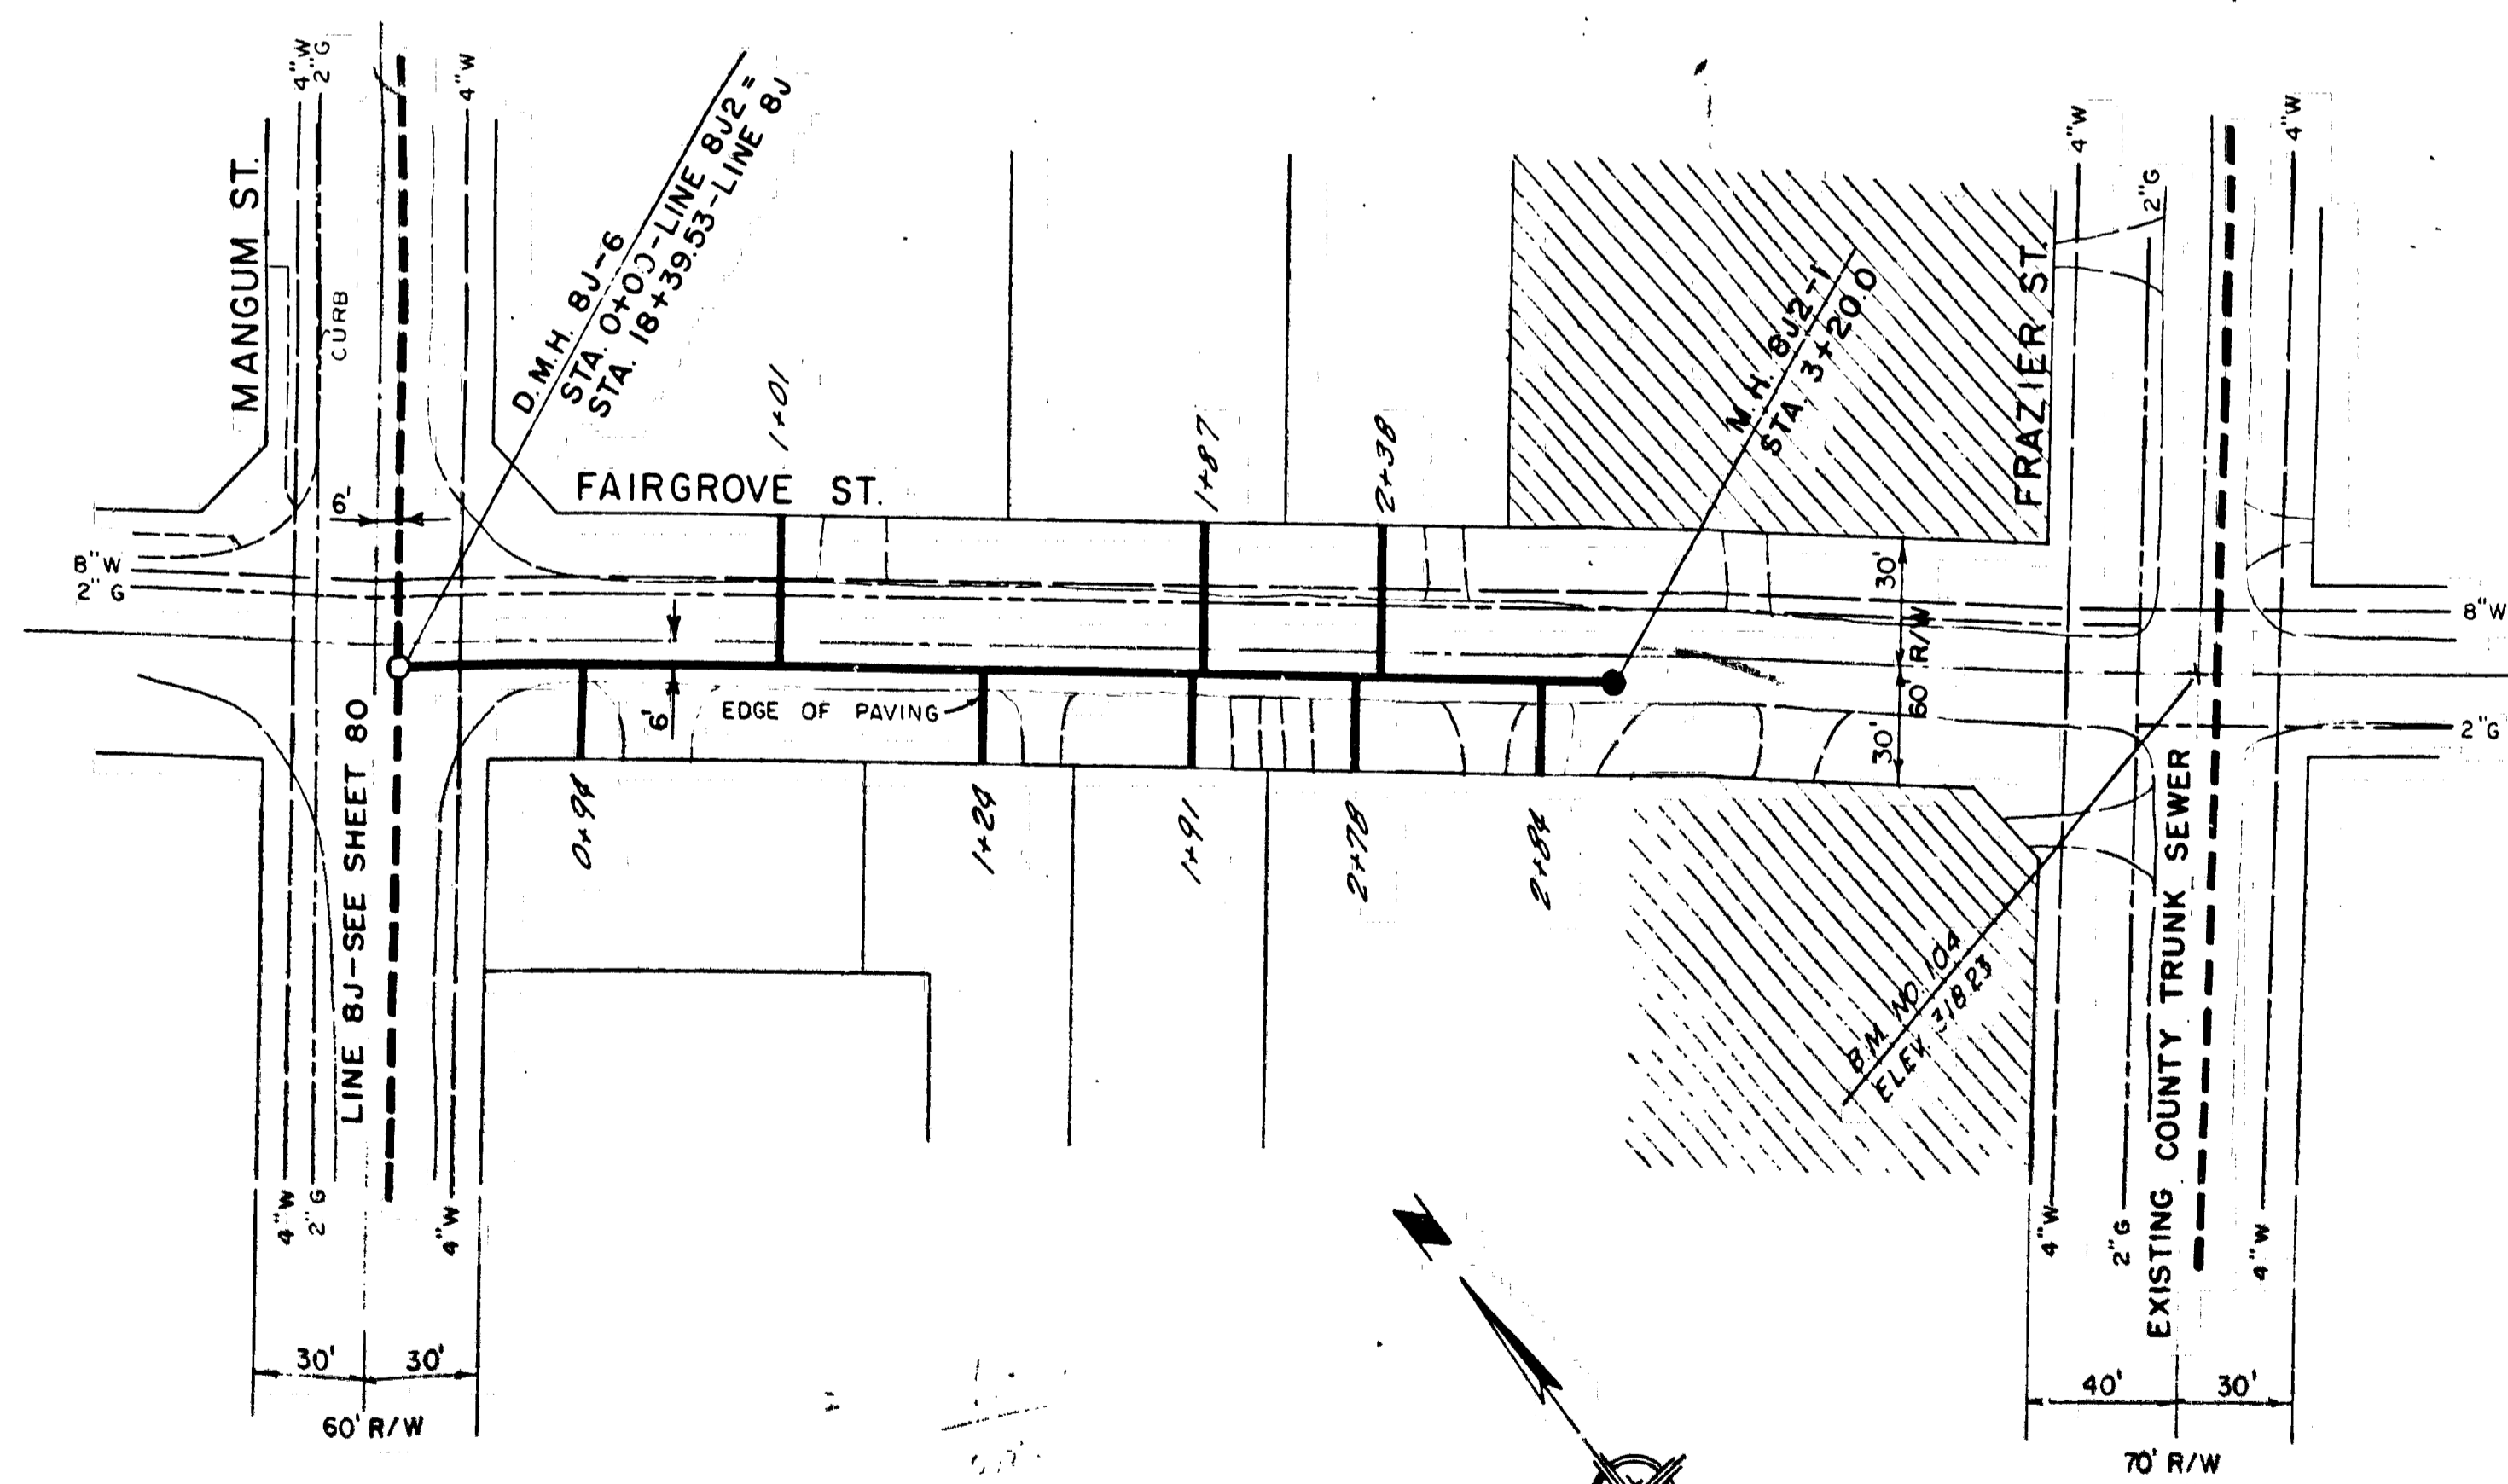 4"W
2"G
4"W
MANGUM ST.
CURB
D.M.H. 8J-6
STA. 0+00-LINE 8J2 =
STA. 18+39.53-LINE 8J
1+01
1+87
2+38
M.H. 8J2-1
STA. 3+20.0
FRAZIER ST.
4"W
2"G
4"W
FAIRGROVE ST.
6'
8"W
2"G
30'
60' R/W
30'
8"W
2"G
6'
EDGE OF PAVING
LINE 8J-SEE SHEET 80
1+29
1+91
2+78
2+84
B.M. NO. 104
ELEV. 318.23
EXISTING COUNTY TRUNK SEWER
4"W
2"G
4"W
4"W
2"G
4"W
N
30'
30'
60' R/W
40'
30'
70' R/W